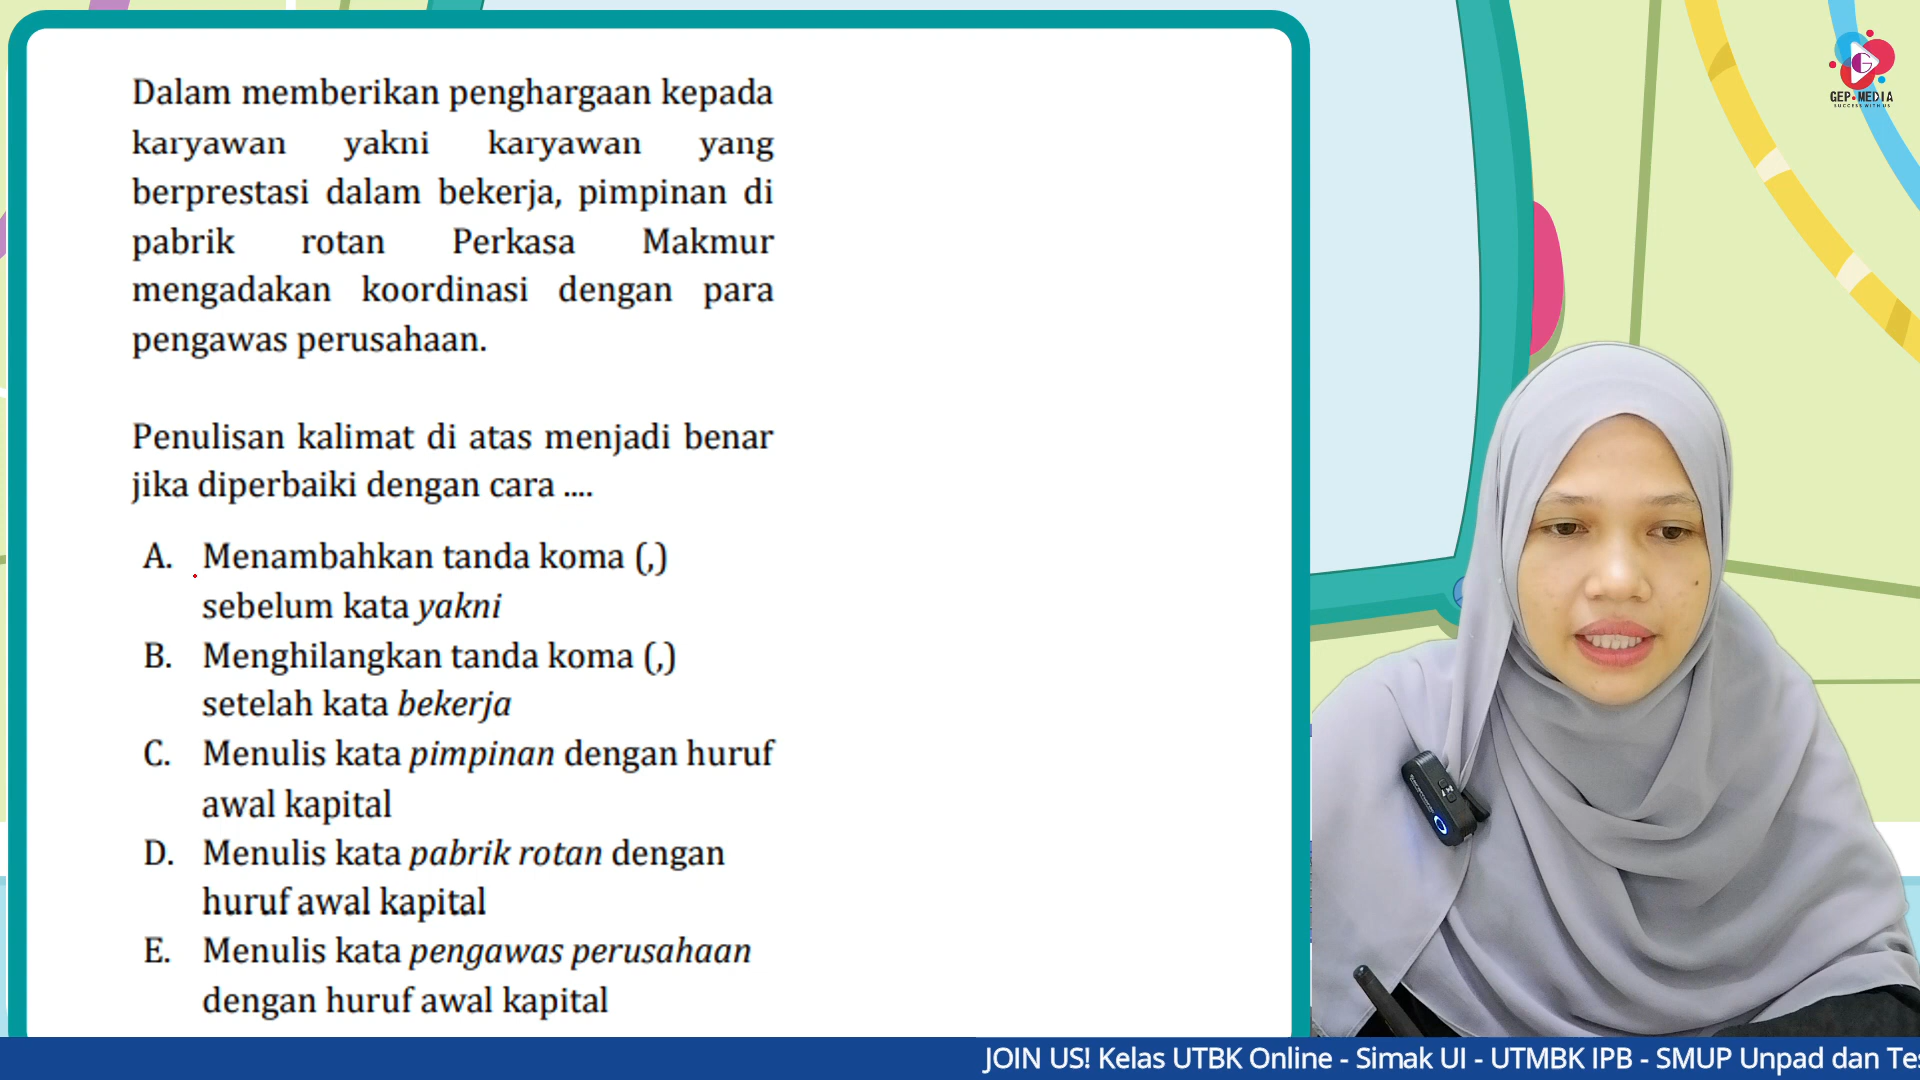 Dalam memberikan penghargaan kepada
karyawan yakni karyawan yang
berprestasi dalam bekerja, pimpinan di
pabrik rotan Perkasa Makmur
mengadakan koordinasi dengan para
pengawas perusahaan.
Penulisan kalimat di atas menjadi benar
jika diperbaiki dengan cara ....
A. Menambahkan tanda koma (,)
sebelum kata yakni
B. Menghilangkan tanda koma (,)
setelah kata bekerja
C. Menulis kata pimpinan dengan huruf
awal kapital
D. Menulis kata pabrik rotan dengan
huruf awal kapital
E. Menulis kata pengawas perusahaan
dengan huruf awal kapital
GEP•MEDIA
SUCCESS WITH US
JOIN US! Kelas UTBK Online - Simak UI - UTMBK IPB - SMUP Unpad dan Tes